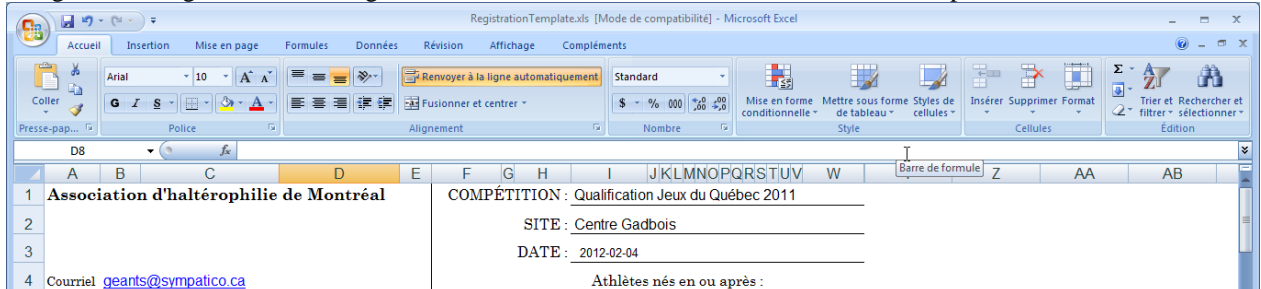 RegistrationTemplate.xls [Mode de compatibilité] - Microsoft Excel
Accueil Insertion Mise en page Formules Données Révision Affichage Compléments
Arial 10 A A Renvoyer à la ligne automatiquement Standard
Coller G I S A Fusionner et centrer $ % 000 Mise en forme conditionnelle Mettre sous forme de tableau Styles de cellules Insérer Supprimer Format Trier et filtrer Rechercher et sélectionner
Presse-pap... Police Alignement Nombre Style Cellules Édition
D8 fx
Barre de formule
A B C D E F G H I J K L M N O P Q R S T U V W Z AA AB
1 Association d'haltérophilie de Montréal COMPÉTITION : Qualification Jeux du Québec 2011
2 SITE : Centre Gadbois
3 DATE : 2012-02-04
4 Courriel geants@sympatico.ca Athlètes nés en ou après :